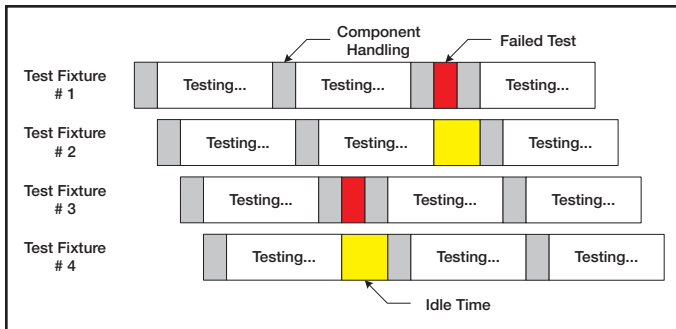 Component
Handling
Failed Test
Test Fixture
# 1
Testing...
Testing...
Testing...
Test Fixture
# 2
Testing...
Testing...
Testing...
Test Fixture
# 3
Testing...
Testing...
Testing...
Test Fixture
# 4
Testing...
Testing...
Testing...
Idle Time